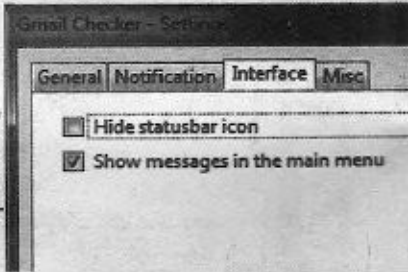 Gmail Checker - Settings
General Notification Interface Misc
Hide statusbar icon
Show messages in the main menu